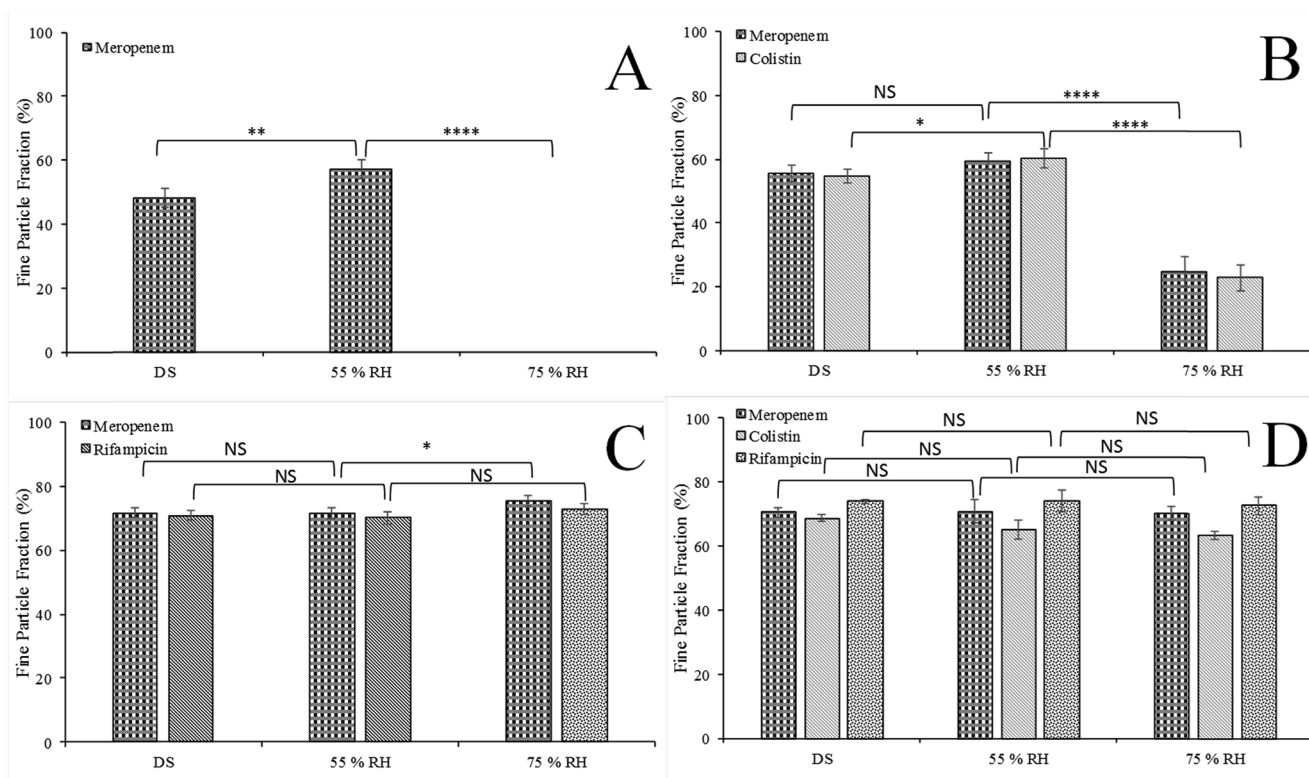 A
Meropenem
Fine Particle Fraction (%)
100
80
60
40
20
0
** ****
DS 55 % RH 75 % RH
B
Meropenem
Colistin
Fine Particle Fraction (%)
100
80
60
40
20
0
NS ****
* ****
DS 55 % RH 75 % RH
C
Meropenem
Rifampicin
Fine Particle Fraction (%)
100
80
60
40
20
0
NS *
NS NS
DS 55 % RH 75 % RH
D
Meropenem
Colistin
Rifampicin
Fine Particle Fraction (%)
100
80
60
40
20
0
NS NS
NS NS
NS NS
DS 55 % RH 75 % RH